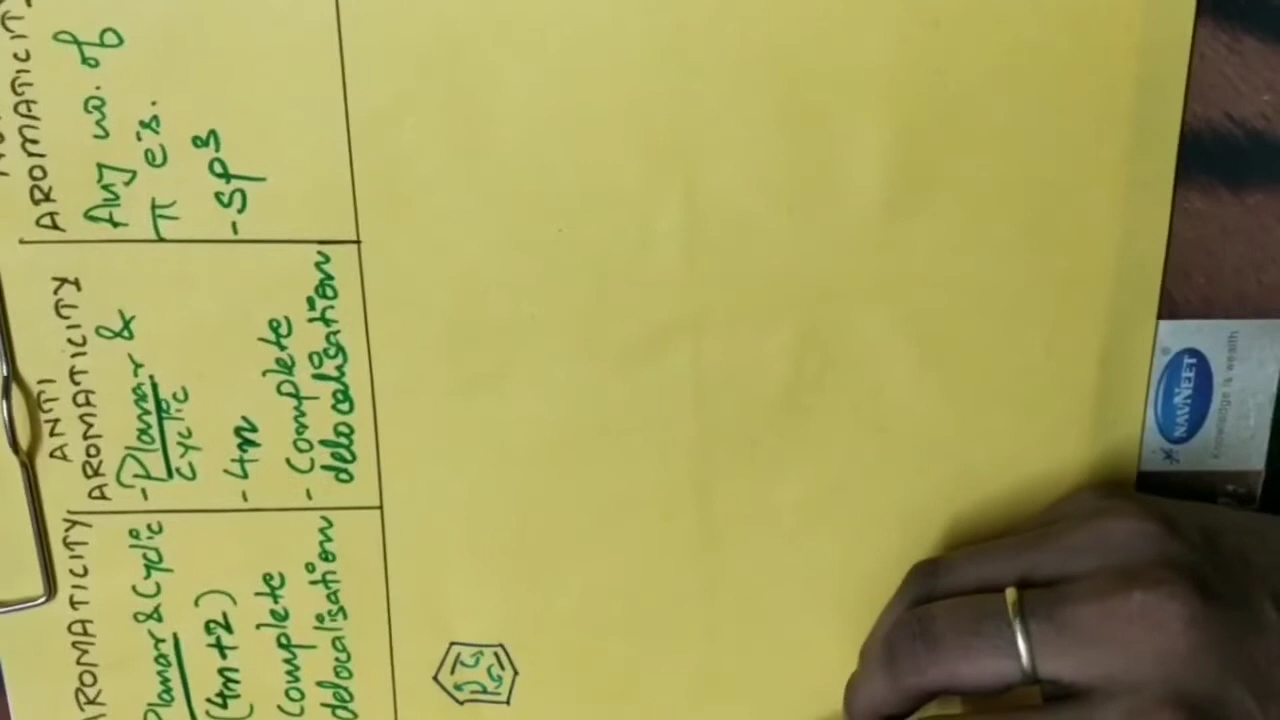 AROMATICITY
Planar & Cyclic
(4n+2)
Complete
delocalisation
ANTI
AROMATICITY
- Planar &
cyclic
- 4n
- Complete
delocalisation
AROMATICITY
Any no. of
π e's.
- sp3
NAVNEET
Knowledge is wealth